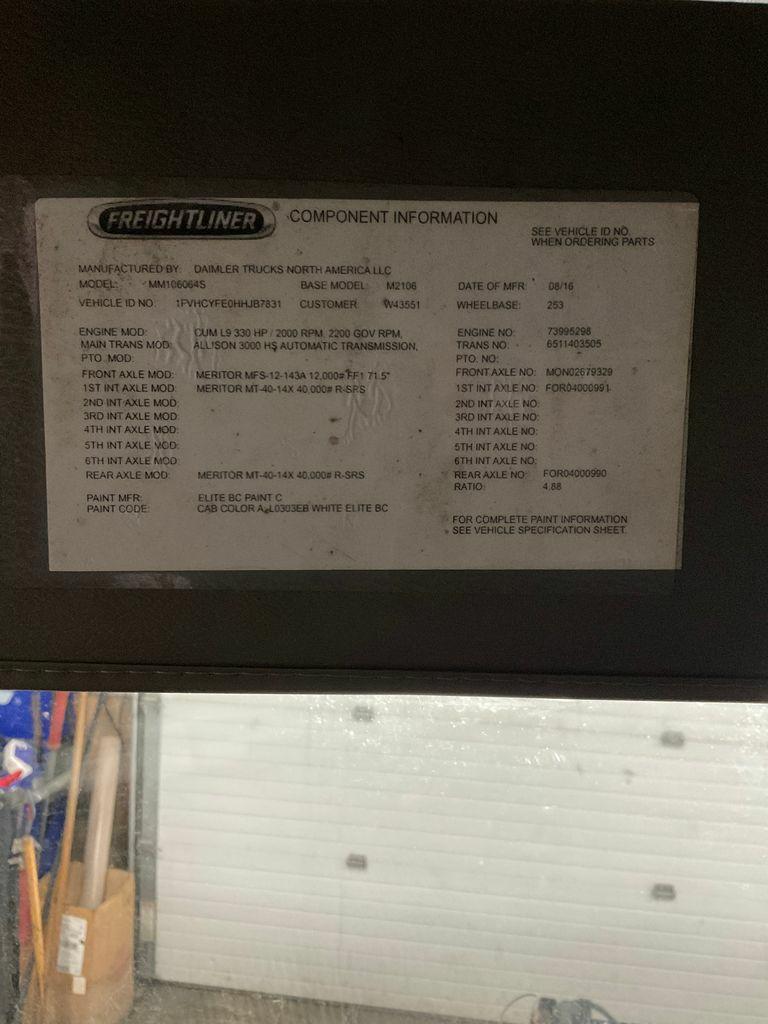 FREIGHTLINER COMPONENT INFORMATION
SEE VEHICLE ID NO.
WHEN ORDERING PARTS
MANUFACTURED BY: DAIMLER TRUCKS NORTH AMERICA LLC
MODEL: MM106064S BASE MODEL: M2106 DATE OF MFR: 08/16
VEHICLE ID NO: 1FVHCYFE0HHJB7831 CUSTOMER: W43551 WHEELBASE: 253
ENGINE MOD: CUM L9 330 HP / 2000 RPM, 2200 GOV RPM, ENGINE NO: 73995298
MAIN TRANS MOD: ALLISON 3000 HS AUTOMATIC TRANSMISSION, TRANS NO: 6511403505
PTO MOD: PTO. NO:
FRONT AXLE MOD: MERITOR MFS-12-143A 12,000# FF1 71.5" FRONT AXLE NO: MON02679329
1ST INT AXLE MOD: MERITOR MT-40-14X 40,000# R-SRS 1ST INT AXLE NO: FOR04000991
2ND INT AXLE MOD: 2ND INT AXLE NO:
3RD INT AXLE MOD: 3RD INT AXLE NO:
4TH INT AXLE MOD: 4TH INT AXLE NO:
5TH INT AXLE MOD: 5TH INT AXLE NO:
6TH INT AXLE MOD: 6TH INT AXLE NO:
REAR AXLE MOD: MERITOR MT-40-14X 40,000# R-SRS REAR AXLE NO: FOR04000990
RATIO: 4.88
PAINT MFR: ELITE BC PAINT C
PAINT CODE: CAB COLOR A: L0303EB WHITE ELITE BC
FOR COMPLETE PAINT INFORMATION
SEE VEHICLE SPECIFICATION SHEET.